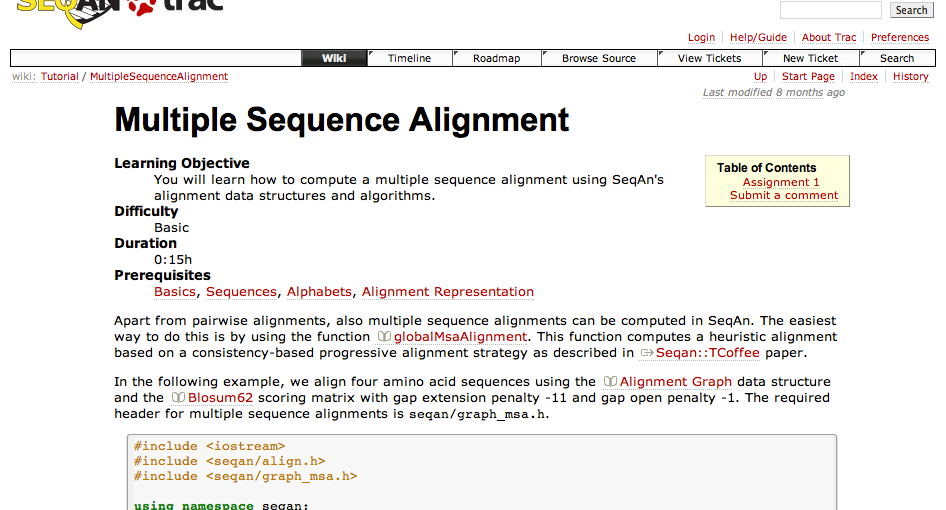 SEQAN trac
Search
Login Help/Guide About Trac Preferences
Wiki Timeline Roadmap Browse Source View Tickets New Ticket Search
wiki: Tutorial / MultipleSequenceAlignment
Up Start Page Index History
Last modified 8 months ago
Multiple Sequence Alignment
Learning Objective
You will learn how to compute a multiple sequence alignment using SeqAn's
alignment data structures and algorithms.
Difficulty
Basic
Duration
0:15h
Prerequisites
Basics, Sequences, Alphabets, Alignment Representation
Table of Contents
Assignment 1
Submit a comment
Apart from pairwise alignments, also multiple sequence alignments can be computed in SeqAn. The easiest
way to do this is by using the function globalMsaAlignment. This function computes a heuristic alignment
based on a consistency-based progressive alignment strategy as described in Seqan::TCoffee paper.
In the following example, we align four amino acid sequences using the Alignment Graph data structure
and the Blosum62 scoring matrix with gap extension penalty -11 and gap open penalty -1. The required
header for multiple sequence alignments is seqan/graph_msa.h.
#include <iostream>
#include <seqan/align.h>
#include <seqan/graph_msa.h>
using namespace seqan;